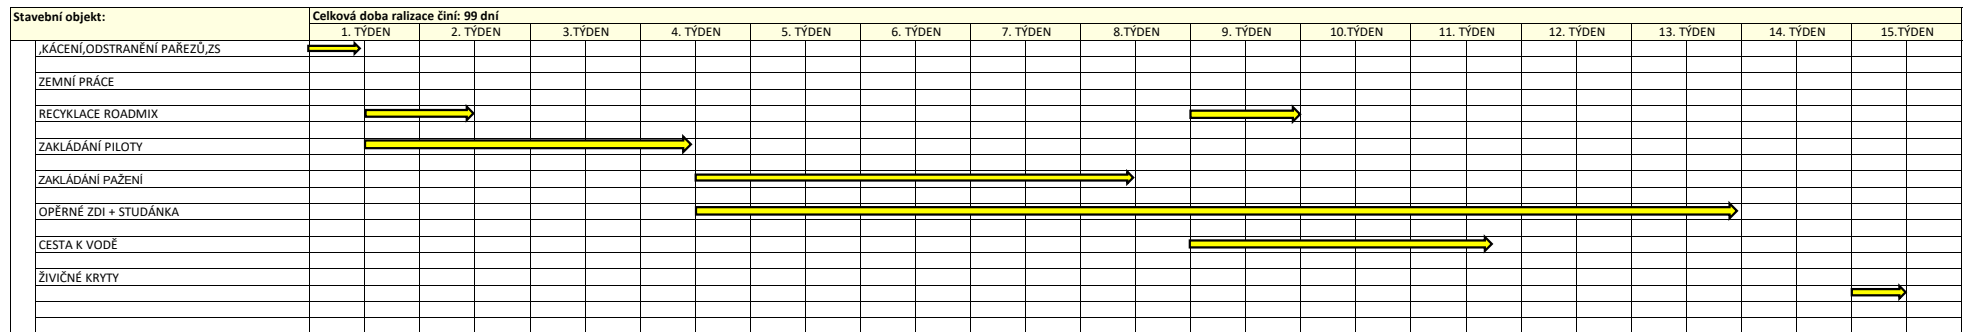 Stavební objekt: Celková doba ralizace činí: 99 dní
1. TÝDEN 2. TÝDEN 3.TÝDEN 4. TÝDEN 5. TÝDEN 6. TÝDEN 7. TÝDEN 8.TÝDEN 9. TÝDEN 10.TÝDEN 11. TÝDEN 12. TÝDEN 13. TÝDEN 14. TÝDEN 15.TÝDEN
,KÁCENÍ,ODSTRANĚNÍ PAŘEZŮ,ZS
ZEMNÍ PRÁCE
RECYKLACE ROADMIX
ZAKLÁDÁNÍ PILOTY
ZAKLÁDÁNÍ PAŽENÍ
OPĚRNÉ ZDI + STUDÁNKA
CESTA K VODĚ
ŽIVIČNÉ KRYTY